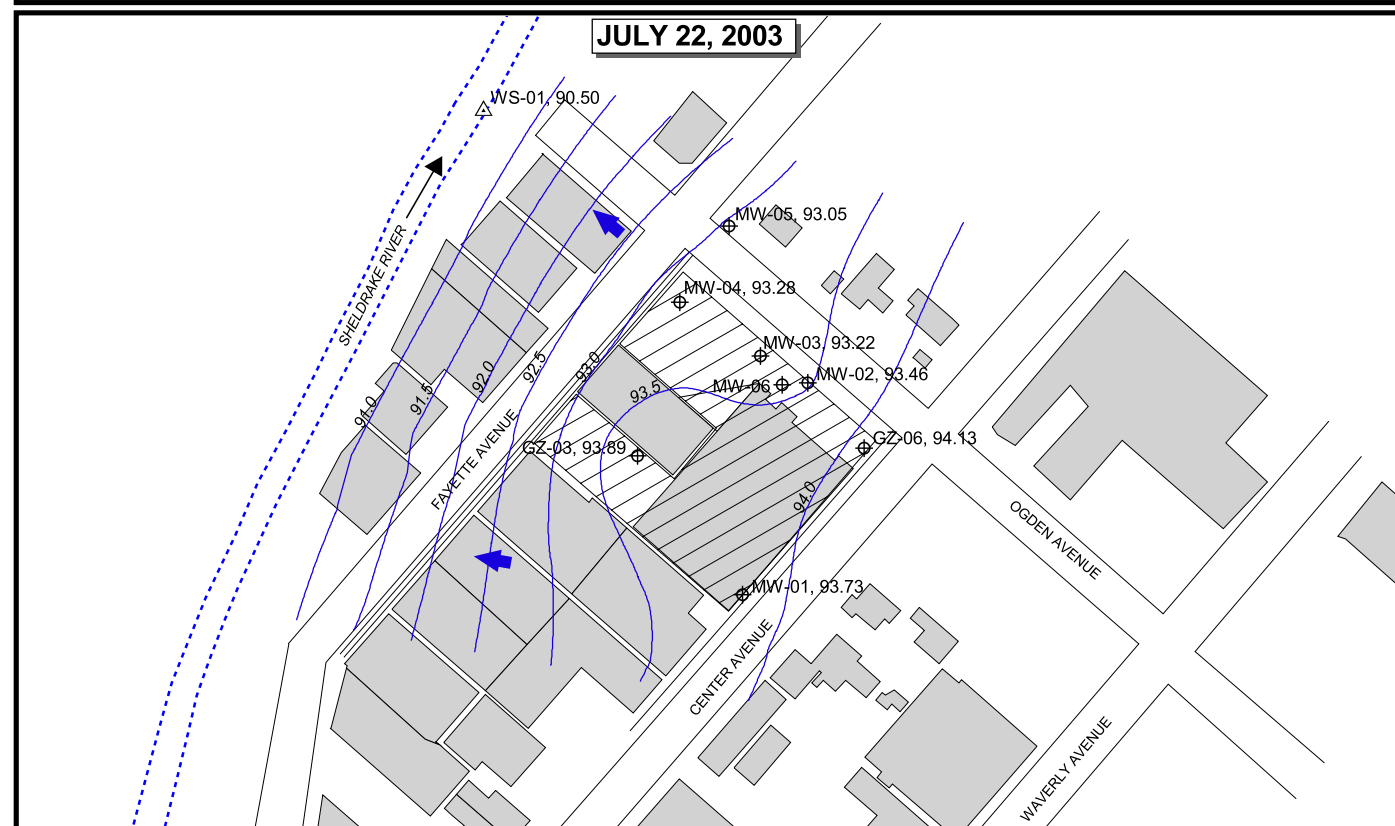 JULY 22, 2003
WS-01, 90.50
SHELDRAKE RIVER
MW-05, 93.05
MW-04, 93.28
MW-03, 93.22
MW-06
MW-02, 93.46
GZ-06, 94.13
GZ-03, 93.89
MW-01, 93.73
91.0
91.5
92.0
92.5
93.0
93.5
94.0
FAYETTE AVENUE
CENTER AVENUE
OGDEN AVENUE
WAVERLY AVENUE